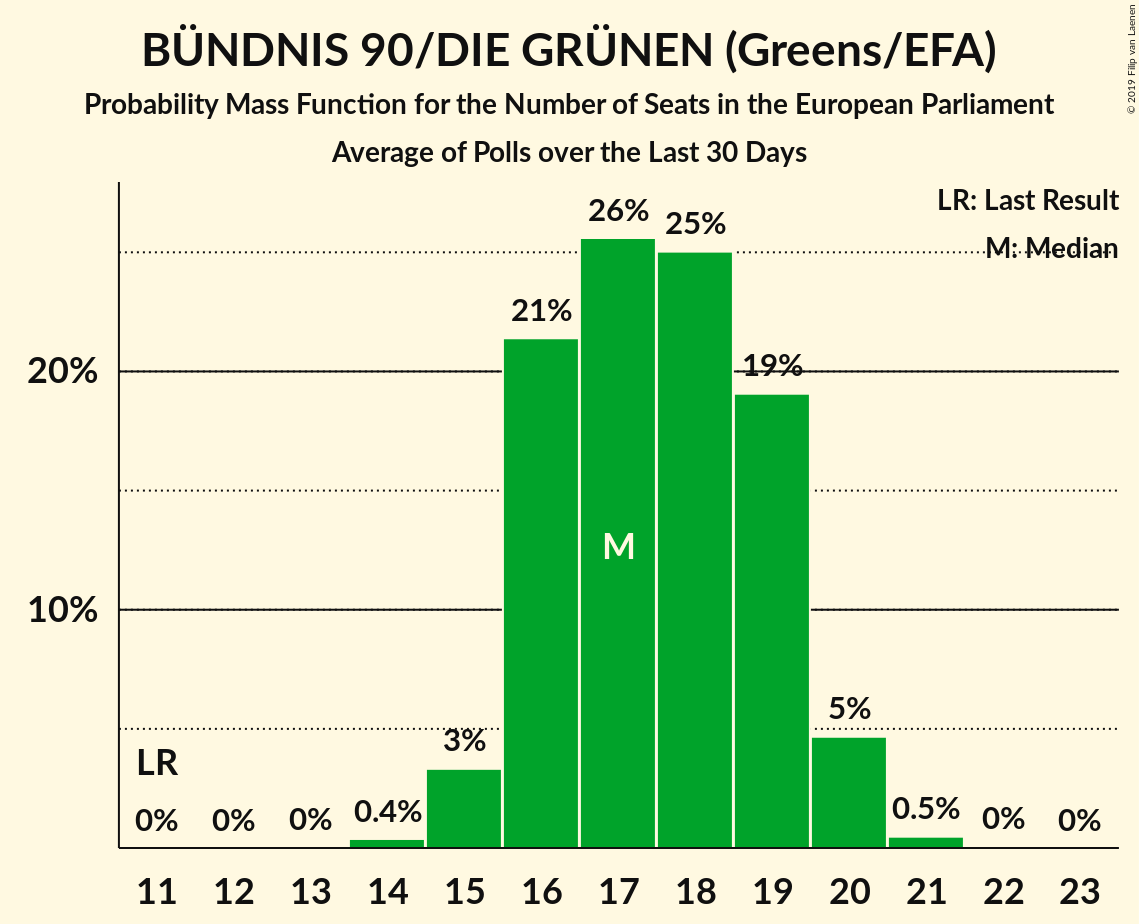 BÜNDNIS 90/DIE GRÜNEN (Greens/EFA)
Probability Mass Function for the Number of Seats in the European Parliament
Average of Polls over the Last 30 Days
© 2019 Filip van Laenen
LR: Last Result
M: Median
26%
25%
21%
20%
19%
M
10%
5%
3%
LR
0%
0%
0%
0.4%
0.5%
0%
0%
11 12 13 14 15 16 17 18 19 20 21 22 23